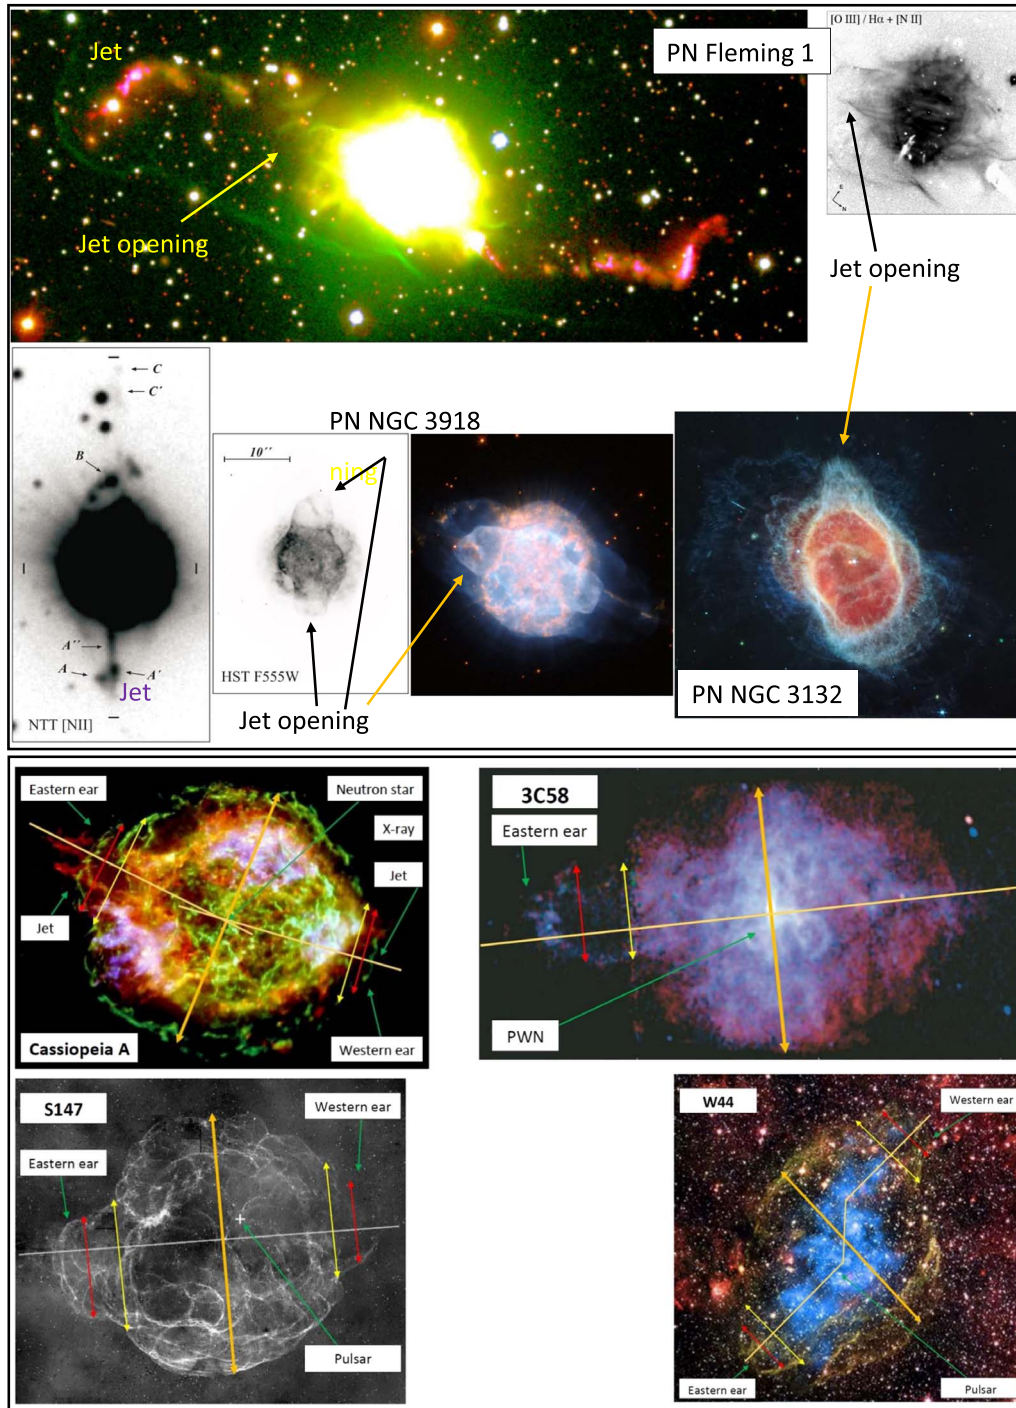 Jet
PN Fleming 1
[O III] / Hα + [N II]
Jet opening
E
N
Jet opening
C
C′
B
A′′
A
A′
Jet
NTT [NII]
PN NGC 3918
10′′
ning
HST F555W
Jet opening
PN NGC 3132
Eastern ear
Neutron star
X-ray
Jet
Jet
Cassiopeia A
Western ear
3C58
Eastern ear
PWN
S147
Western ear
Eastern ear
Pulsar
W44
Western ear
Eastern ear
Pulsar